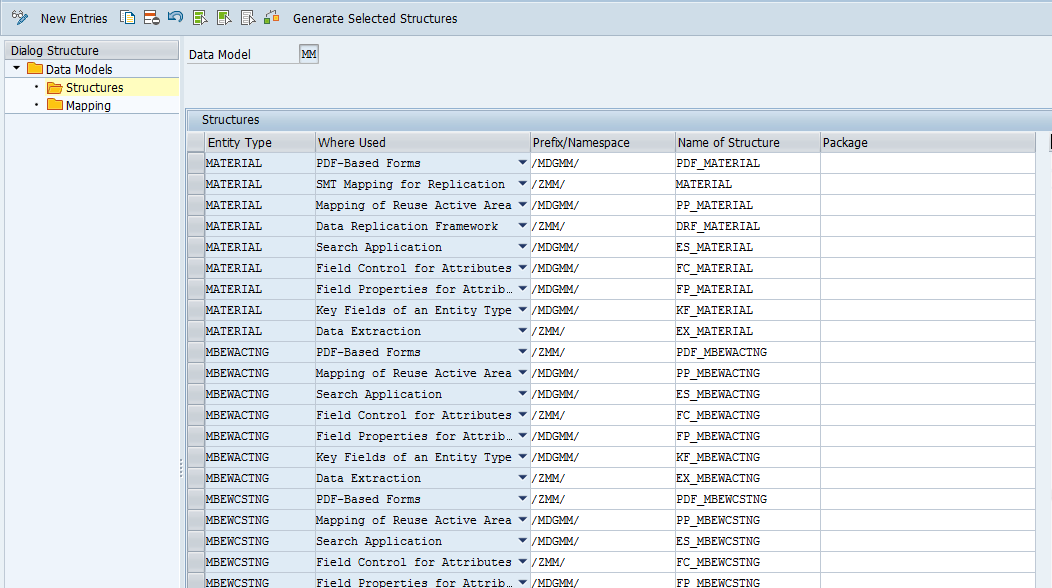 New Entries Generate Selected Structures
Dialog Structure
Data Models
Structures
Mapping
Data Model MM
Structures
Entity Type Where Used Prefix/Namespace Name of Structure Package
MATERIAL PDF-Based Forms /MDGMM/ PDF_MATERIAL
MATERIAL SMT Mapping for Replication /ZMM/ MATERIAL
MATERIAL Mapping of Reuse Active Area /MDGMM/ PP_MATERIAL
MATERIAL Data Replication Framework /ZMM/ DRF_MATERIAL
MATERIAL Search Application /MDGMM/ ES_MATERIAL
MATERIAL Field Control for Attributes /MDGMM/ FC_MATERIAL
MATERIAL Field Properties for Attrib… /MDGMM/ FP_MATERIAL
MATERIAL Key Fields of an Entity Type /MDGMM/ KF_MATERIAL
MATERIAL Data Extraction /ZMM/ EX_MATERIAL
MBEWACTNG PDF-Based Forms /ZMM/ PDF_MBEWACTNG
MBEWACTNG Mapping of Reuse Active Area /MDGMM/ PP_MBEWACTNG
MBEWACTNG Search Application /MDGMM/ ES_MBEWACTNG
MBEWACTNG Field Control for Attributes /ZMM/ FC_MBEWACTNG
MBEWACTNG Field Properties for Attrib… /MDGMM/ FP_MBEWACTNG
MBEWACTNG Key Fields of an Entity Type /MDGMM/ KF_MBEWACTNG
MBEWACTNG Data Extraction /ZMM/ EX_MBEWACTNG
MBEWCSTNG PDF-Based Forms /ZMM/ PDF_MBEWCSTNG
MBEWCSTNG Mapping of Reuse Active Area /MDGMM/ PP_MBEWCSTNG
MBEWCSTNG Search Application /MDGMM/ ES_MBEWCSTNG
MBEWCSTNG Field Control for Attributes /ZMM/ FC_MBEWCSTNG
MBEWCSTNG Field Properties for Attrib… /MDGMM/ FP_MBEWCSTNG